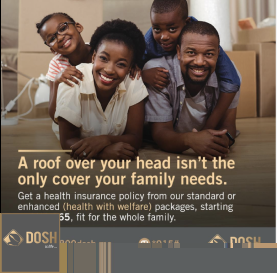 A roof over your head isn't the
only cover your family needs.
Get a health insurance policy from our standard or
enhanced (health with welfare) packages, starting
55, fit for the whole family.
DOSH
DOSH